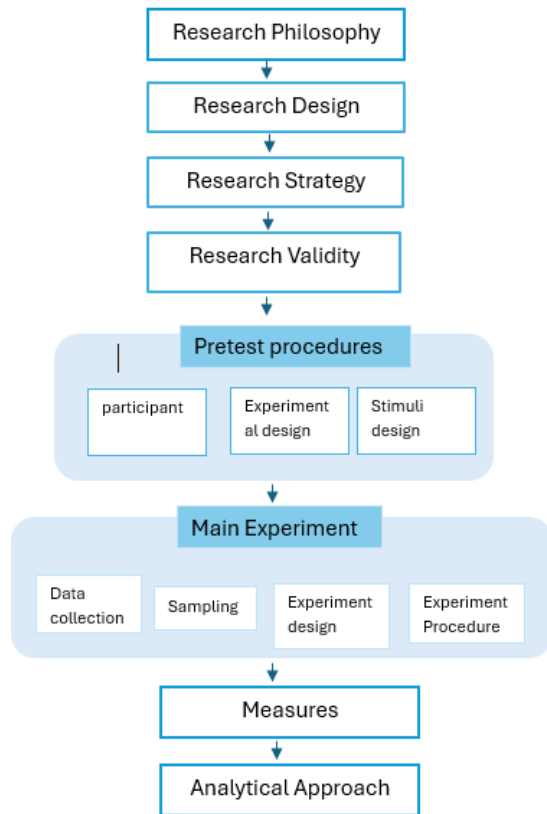 Research Philosophy
Research Design
Research Strategy
Research Validity
Pretest procedures
participant
Experiment
al design
Stimuli
design
Main Experiment
Data
collection
Sampling
Experiment
design
Experiment
Procedure
Measures
Analytical Approach